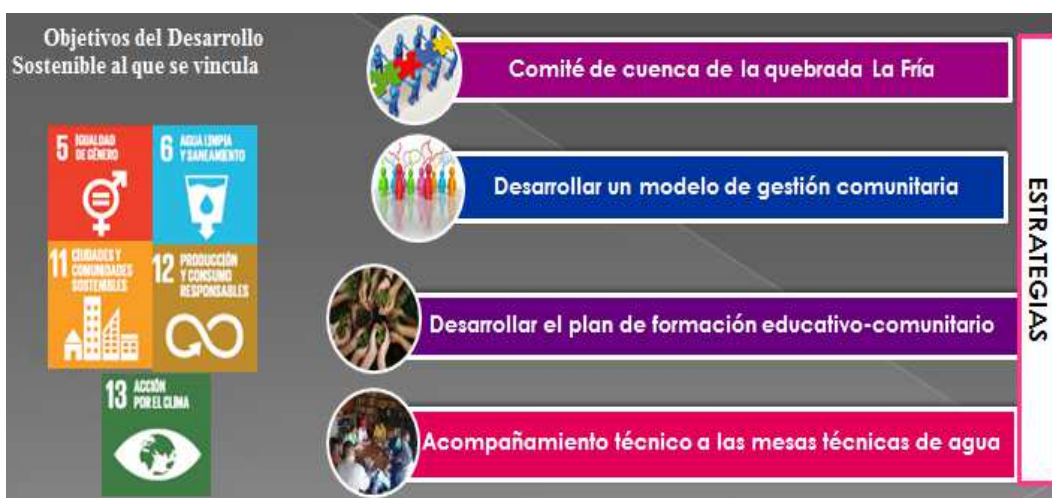 Objetivos del Desarrollo
Sostenible al que se vincula
5 IGUALDAD
DE GÉNERO
6 AGUA LIMPIA
Y SANEAMIENTO
11 CIUDADES Y
COMUNIDADES
SOSTENIBLES
12 PRODUCCIÓN
Y CONSUMO
RESPONSABLES
13 ACCIÓN
POR EL CLIMA
Comité de cuenca de la quebrada La Fría
Desarrollar un modelo de gestión comunitaria
Desarrollar el plan de formación educativo-comunitario
Acompañamiento técnico a las mesas técnicas de agua
ESTRATEGIAS